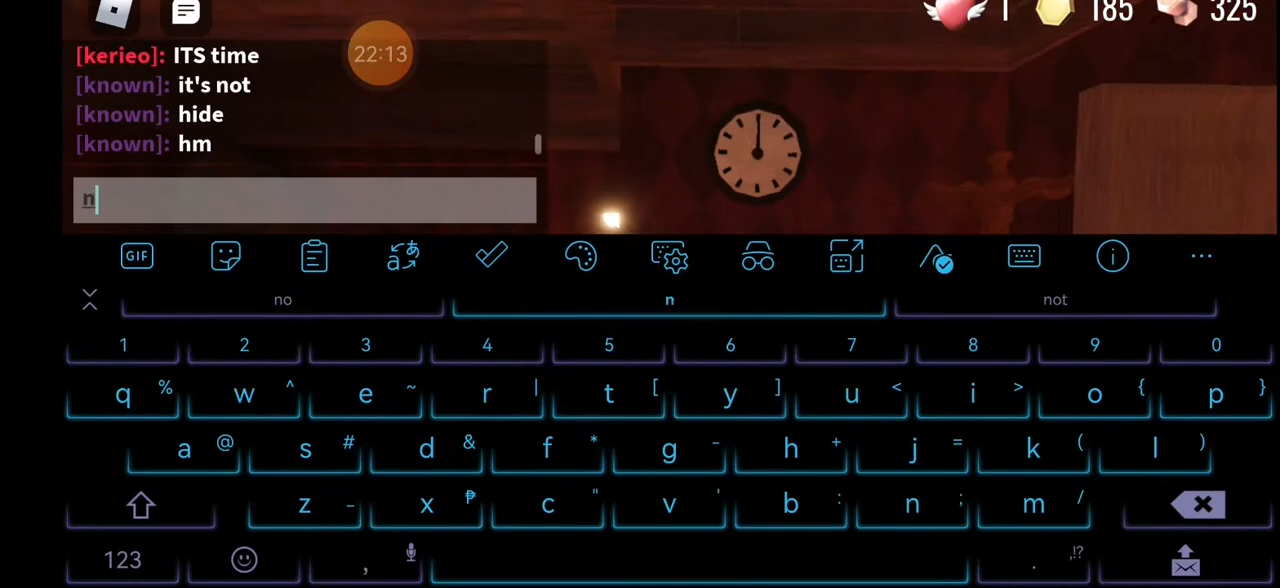 1 185 325
[kerieo]: ITS time
22:13
[known]: it's not
[known]: hide
[known]: hm
n
GIF
no n not
1 2 3 4 5 6 7 8 9 0
q % w ^ e ~ r | t [ y ] u < i > o { p }
a @ s # d & f * g - h + j = k ( l )
z _ x ₱ c " v ' b : n ; m /
123 , . ,!?